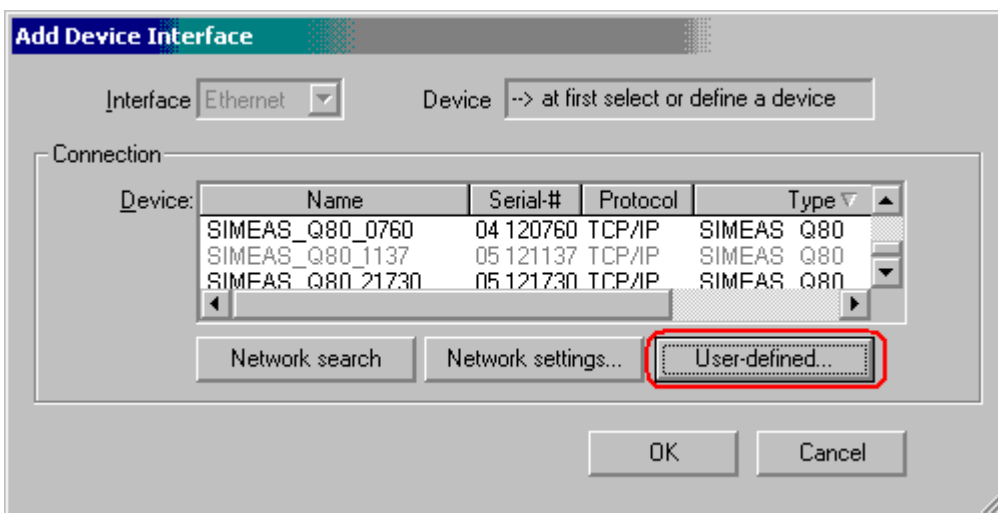 Add Device Interface
Interface Ethernet Device --> at first select or define a device
Connection
Device: Name Serial-# Protocol Type
SIMEAS_Q80_0760 04 120760 TCP/IP SIMEAS Q80
SIMEAS_Q80_1137 05 121137 TCP/IP SIMEAS Q80
SIMEAS_Q80_21730 05 121730 TCP/IP SIMEAS Q80
Network search Network settings... User-defined...
OK Cancel